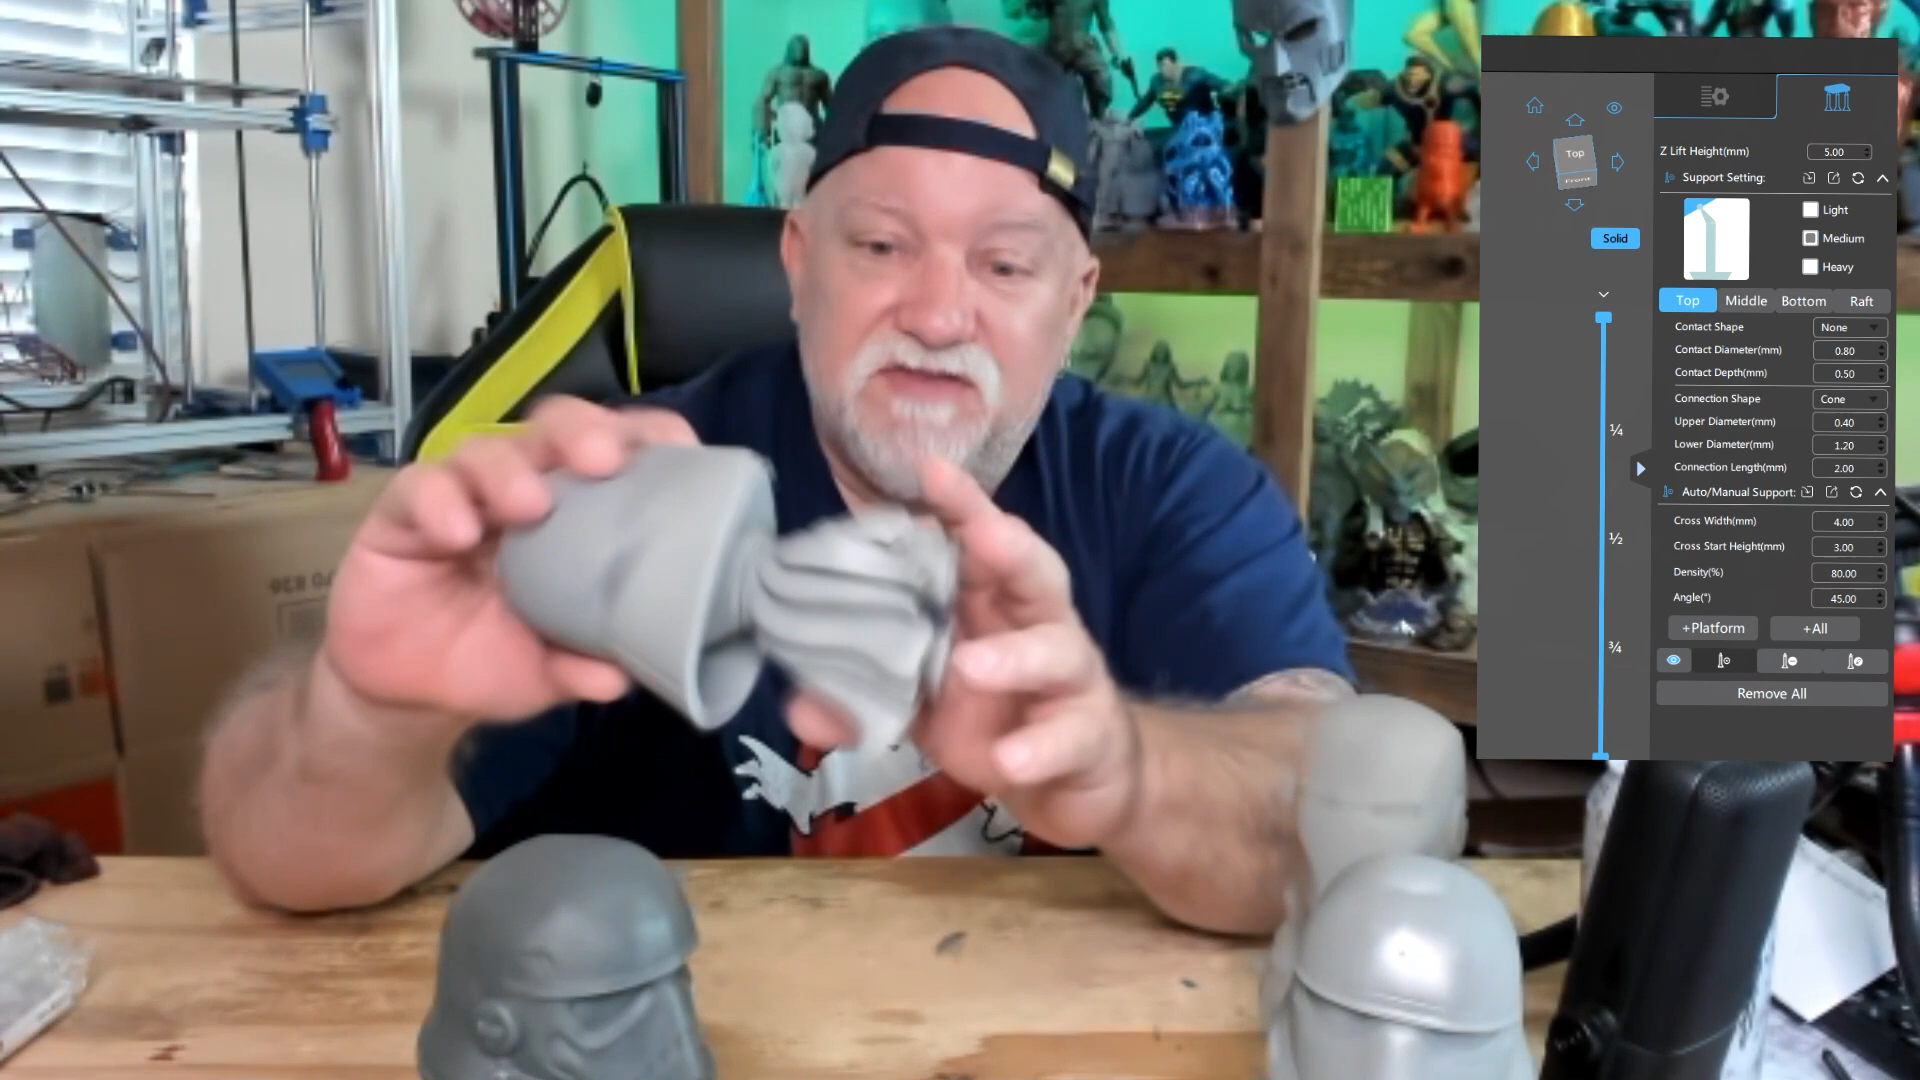 Top
Front
Solid
¼
½
¾
Z Lift Height(mm) 5.00
Support Setting:
Light
Medium
Heavy
Top Middle Bottom Raft
Contact Shape None
Contact Diameter(mm) 0.80
Contact Depth(mm) 0.50
Connection Shape Cone
Upper Diameter(mm) 0.40
Lower Diameter(mm) 1.20
Connection Length(mm) 2.00
Auto/Manual Support:
Cross Width(mm) 4.00
Cross Start Height(mm) 3.00
Density(%) 80.00
Angle(°) 45.00
+Platform +All
Remove All